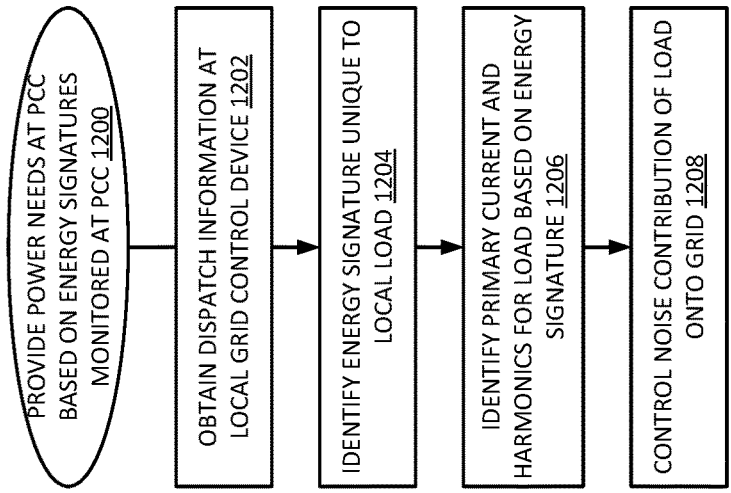 PROVIDE POWER NEEDS AT PCC
BASED ON ENERGY SIGNATURES
MONITORED AT PCC 1200
OBTAIN DISPATCH INFORMATION AT
LOCAL GRID CONTROL DEVICE 1202
IDENTIFY ENERGY SIGNATURE UNIQUE TO
LOCAL LOAD 1204
IDENTIFY PRIMARY CURRENT AND
HARMONICS FOR LOAD BASED ON ENERGY
SIGNATURE 1206
CONTROL NOISE CONTRIBUTION OF LOAD
ONTO GRID 1208